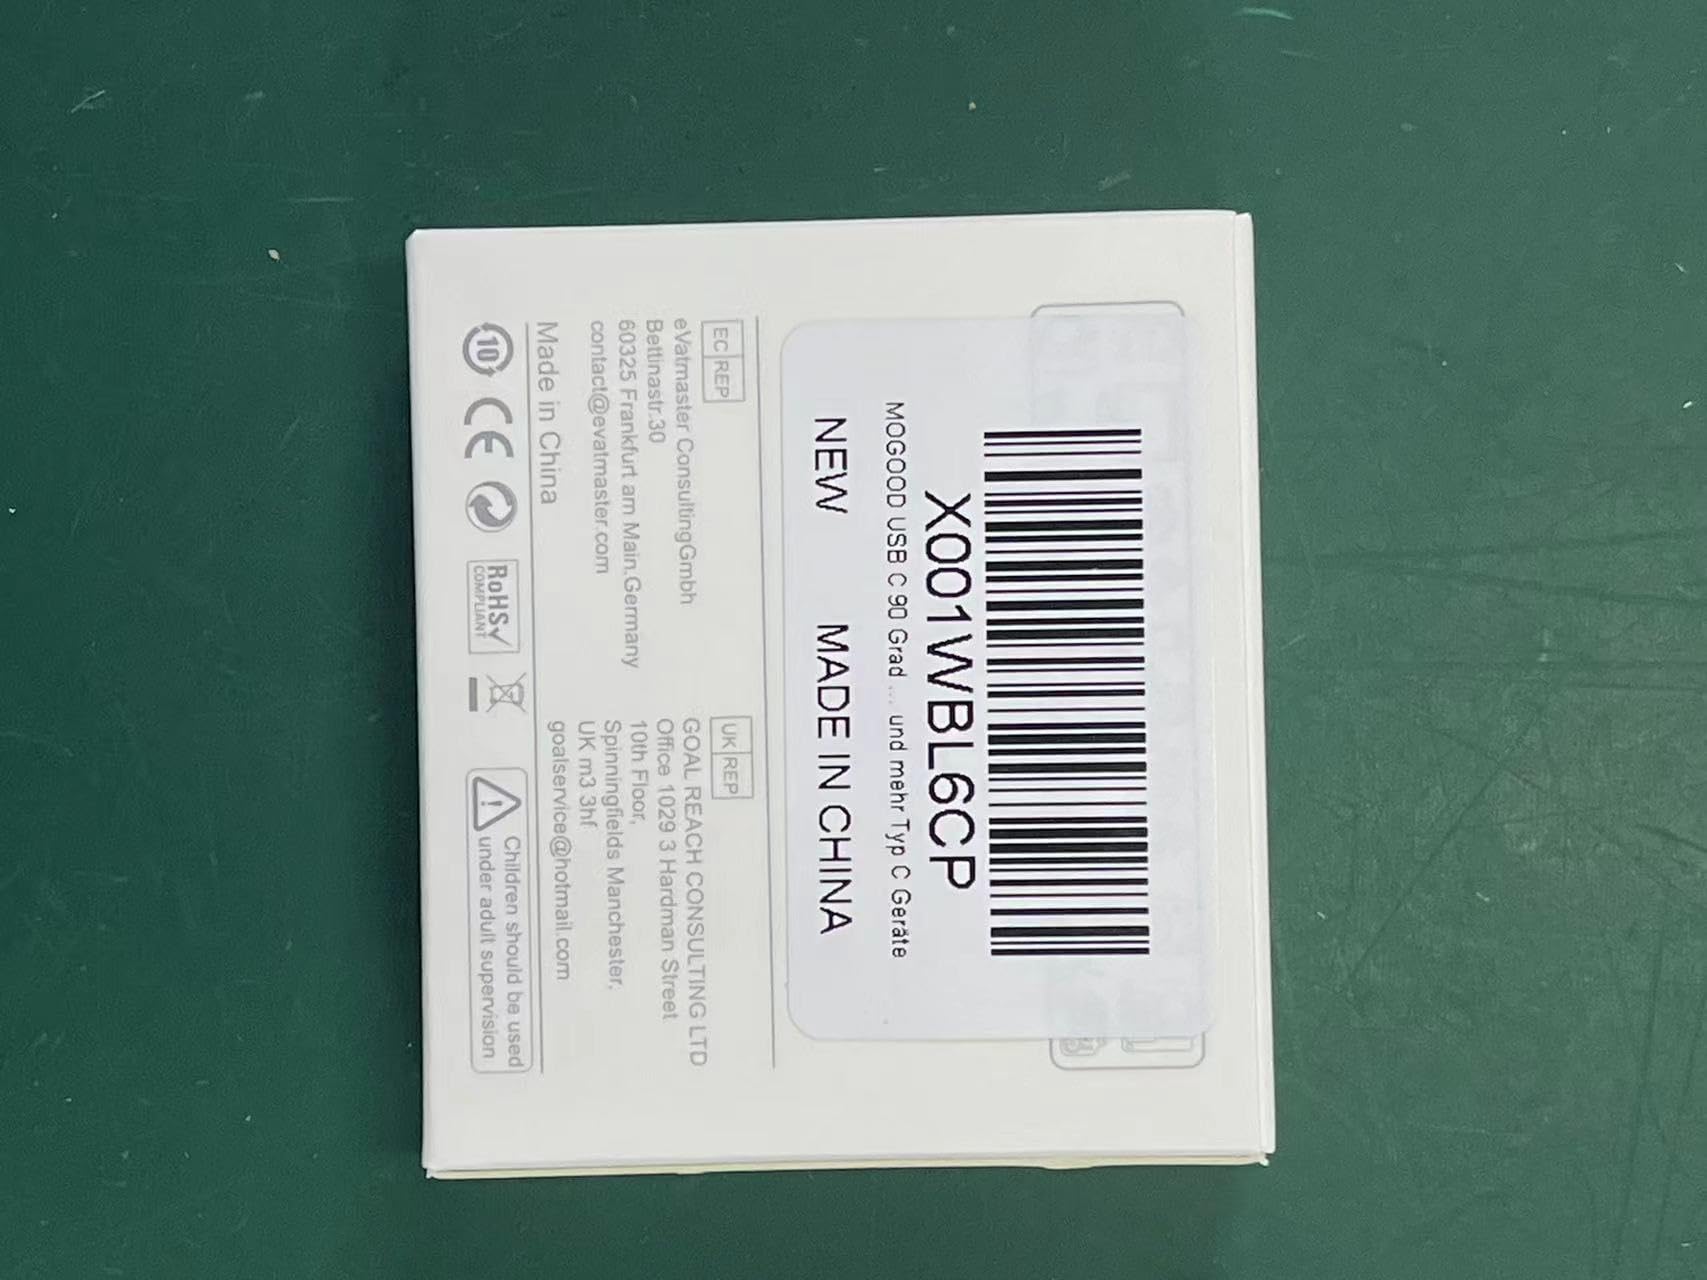 X001WBL6CP
MOGOOD USB C 90 Grad ... und mehr Typ C Geräte
NEW MADE IN CHINA
EC REP
eVatmaster ConsultingGmbh
Bettinastr.30
60325 Frankfurt am Main,Germany
contact@evatmaster.com
UK REP
GOAL REACH CONSULTING LTD
Office 1029 3 Hardman Street
10th Floor,
Spinningfields Manchester,
UK m3 3hf
goalservice@hotmail.com
Made in China
10
CE
RoHS
COMPLIANT
Children should be used
under adult supervision